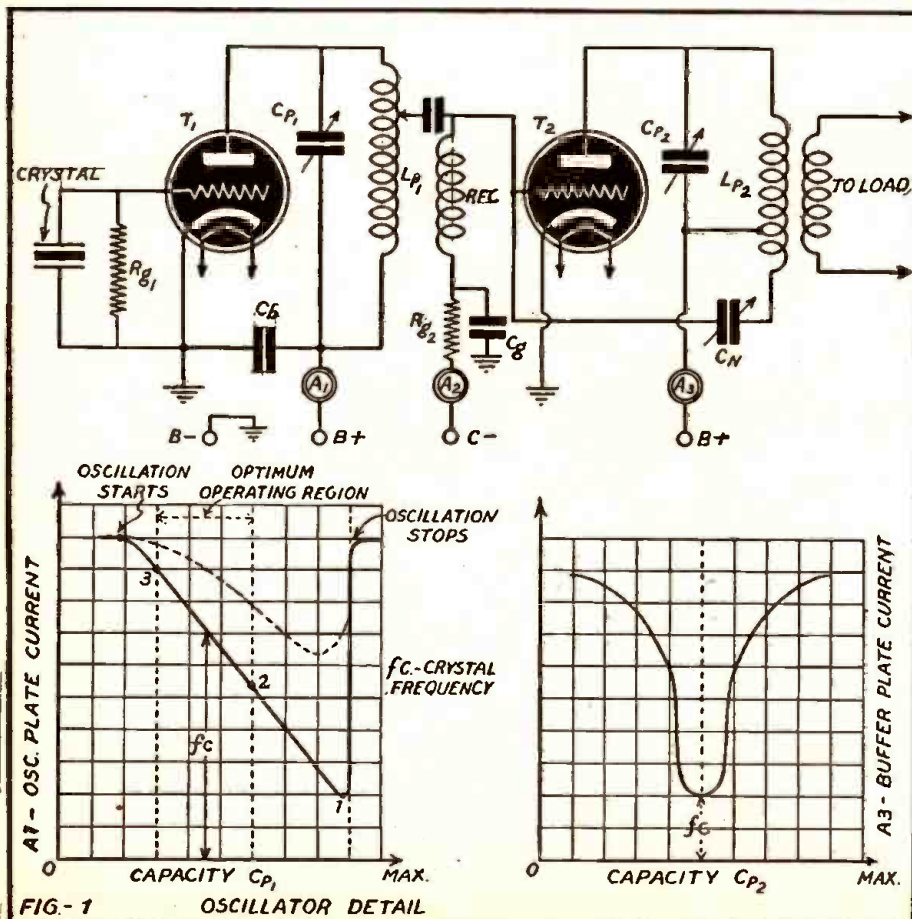 T1
CP1
LP1
CRYSTAL
Rg1
Cb
A1
B-
B+
RFC
Rg2
Cg
A2
C-
T2
CP2
LP2
TO LOAD
CN
A3
B+
OSCILLATION
STARTS
OPTIMUM
OPERATING REGION
OSCILLATION
STOPS
3
2
1
fc
fc.-CRYSTAL
FREQUENCY
A1 - OSC. PLATE CURRENT
0
CAPACITY CP1
MAX.
fc
A3 - BUFFER PLATE CURRENT
0
CAPACITY CP2
MAX.
FIG.- 1
OSCILLATOR DETAIL